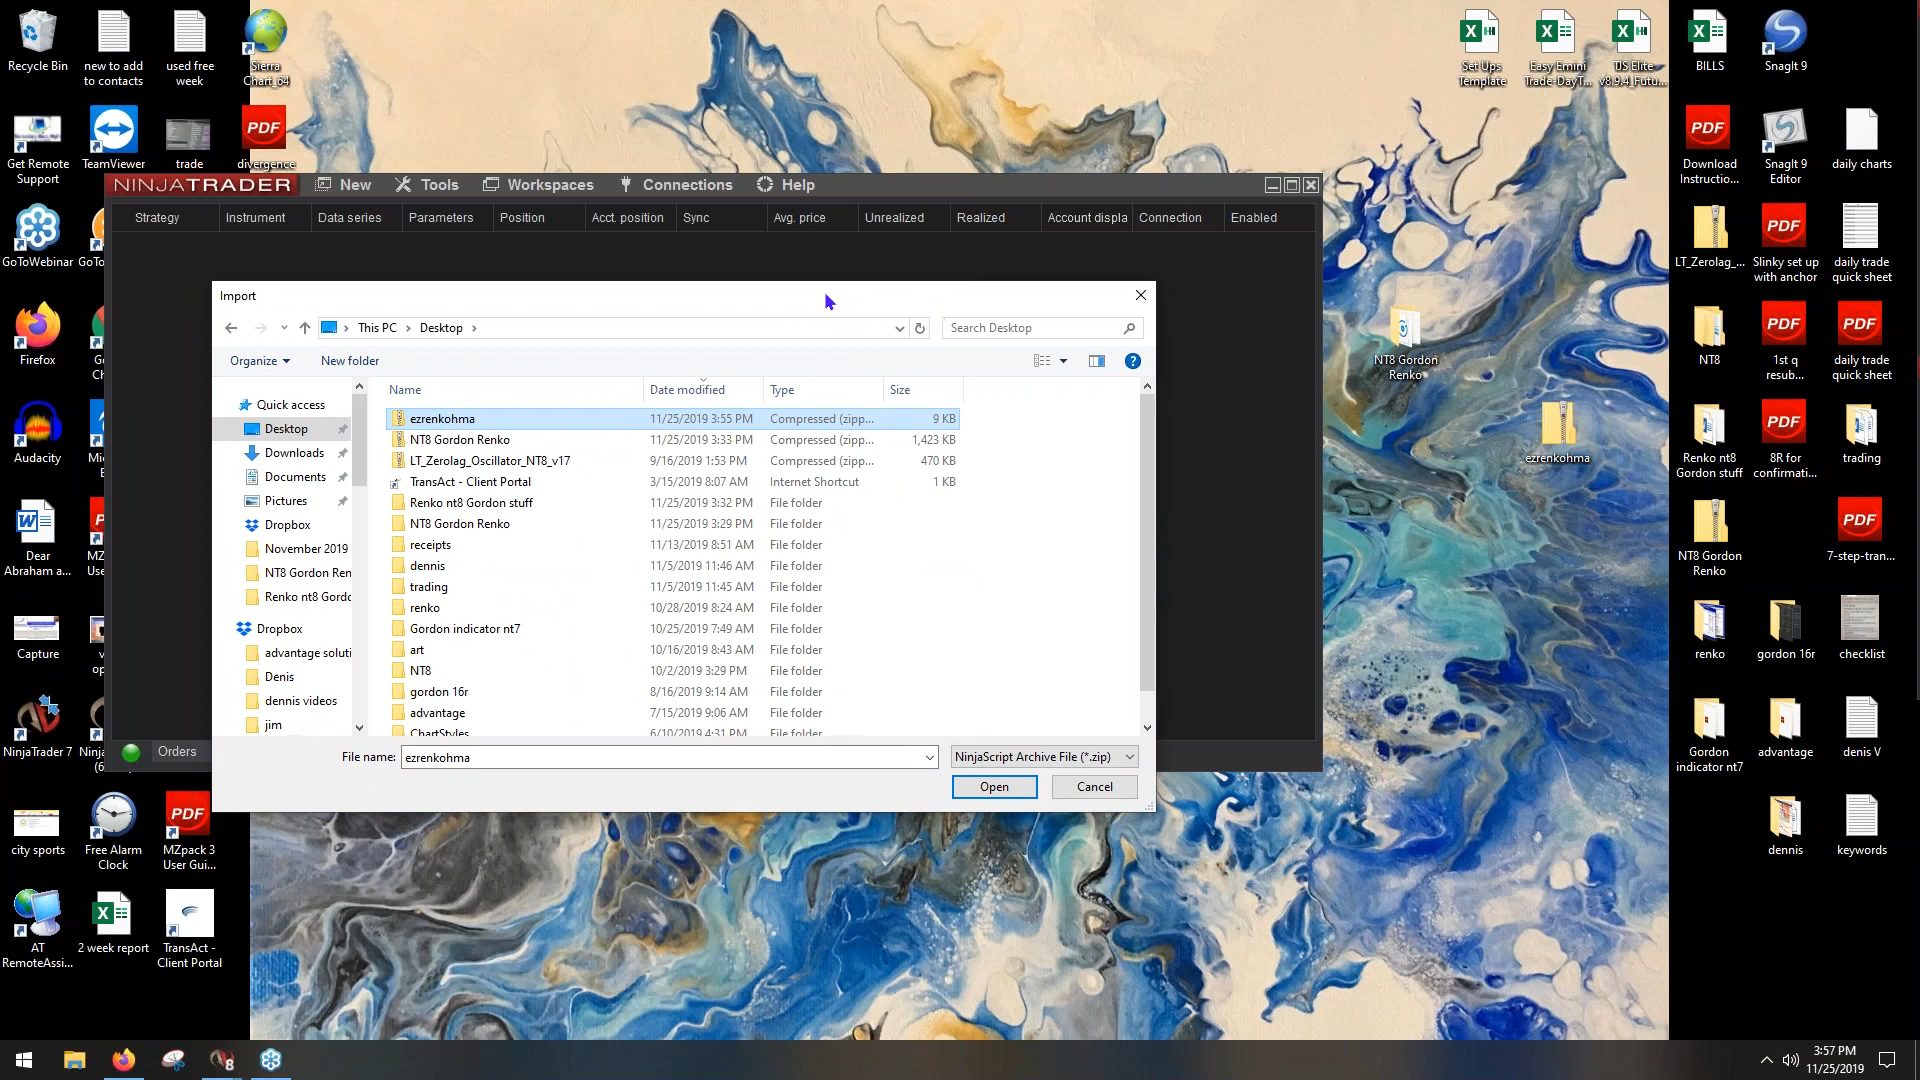 Recycle Bin
new to add
to contacts
used free
week
Sierra
Chart_64
Set Ups
Template
Easy Emini
Trade-DayT...
TJS Elite
v8.9.4_Futu...
BILLS
SnagIt 9
Get Remote
Support
TeamViewer
trade
PDF
divergence
PDF
Download
Instructio...
SnagIt 9
Editor
daily charts
NINJATRADER
New
Tools
Workspaces
Connections
Help
Strategy
Instrument
Data series
Parameters
Position
Acct. position
Sync
Avg. price
Unrealized
Realized
Account displa
Connection
Enabled
GoToWebinar
GoTo
LT_Zerolag_...
PDF
Slinky set up
with anchor
daily trade
quick sheet
Import
This PC
Desktop
Search Desktop
Organize
New folder
Name
Date modified
Type
Size
Quick access
Desktop
Downloads
Documents
Pictures
Dropbox
November 2019
NT8 Gordon Ren
Renko nt8 Gordo
Dropbox
advantage soluti
Denis
dennis videos
jim
ezrenkohma 11/25/2019 3:55 PM Compressed (zipp... 9 KB
NT8 Gordon Renko 11/25/2019 3:33 PM Compressed (zipp... 1,423 KB
LT_Zerolag_Oscillator_NT8_v17 9/16/2019 1:53 PM Compressed (zipp... 470 KB
TransAct - Client Portal 3/15/2019 8:07 AM Internet Shortcut 1 KB
Renko nt8 Gordon stuff 11/25/2019 3:32 PM File folder
NT8 Gordon Renko 11/25/2019 3:29 PM File folder
receipts 11/13/2019 8:51 AM File folder
dennis 11/5/2019 11:46 AM File folder
trading 11/5/2019 11:45 AM File folder
renko 10/28/2019 8:24 AM File folder
Gordon indicator nt7 10/25/2019 7:49 AM File folder
art 10/16/2019 8:43 AM File folder
NT8 10/2/2019 3:29 PM File folder
gordon 16r 8/16/2019 9:14 AM File folder
advantage 7/15/2019 9:06 AM File folder
ChartStyles 6/10/2019 4:31 PM File folder
File name:
ezrenkohma
NinjaScript Archive File (*.zip)
Open
Cancel
Orders
NT8 Gordon
Renko
ezrenkohma
Firefox
NT8
PDF
1st q
resub...
PDF
daily trade
quick sheet
Audacity
Renko nt8
Gordon stuff
PDF
8R for
confirmati...
trading
Dear
Abraham a...
NT8 Gordon
Renko
PDF
7-step-tran...
Capture
renko
gordon 16r
checklist
NinjaTrader 7
Gordon
indicator nt7
advantage
denis V
city sports
Free Alarm
Clock
PDF
MZpack 3
User Gui...
dennis
keywords
AT
RemoteAssi...
2 week report
TransAct -
Client Portal
8
3:57 PM
11/25/2019